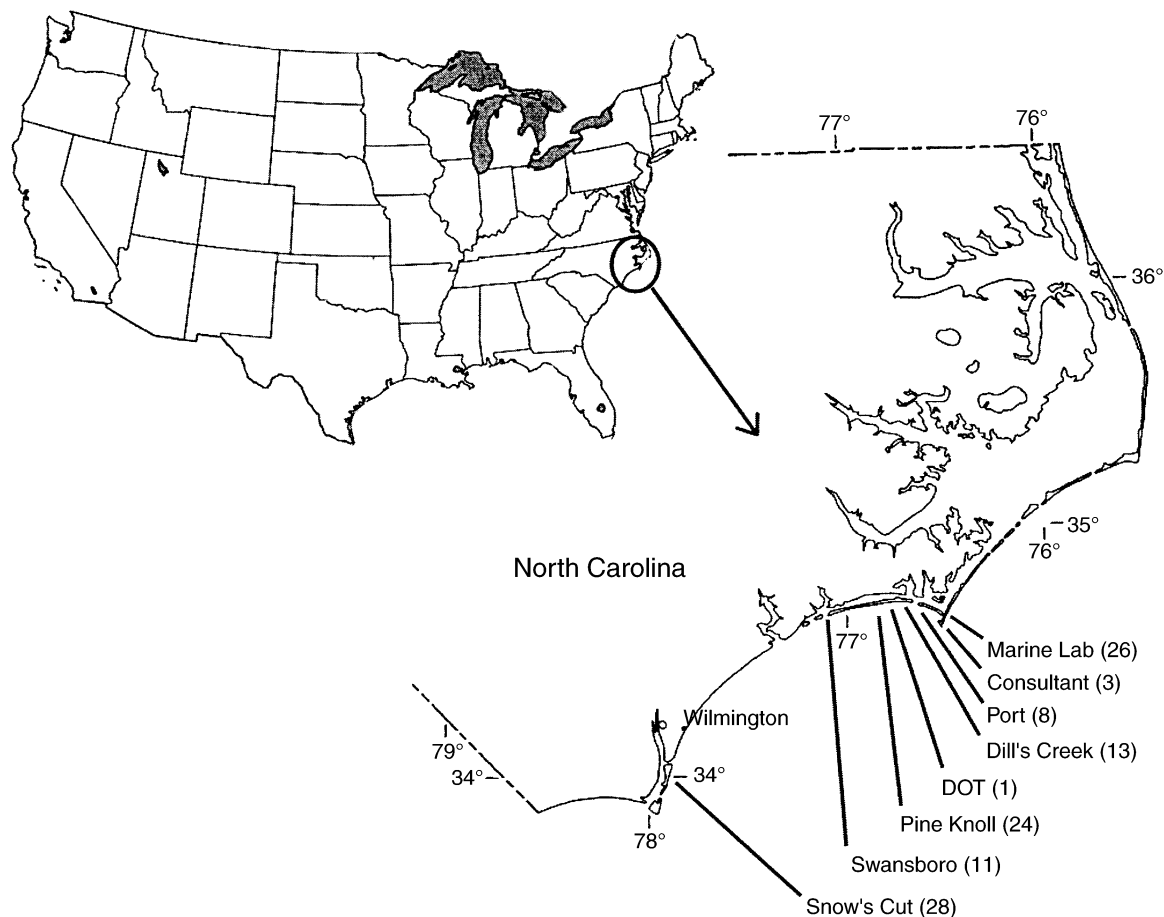 77°
76°
36°
35°
76°
North Carolina
77°
Marine Lab (26)
Consultant (3)
Port (8)
Wilmington
Dill's Creek (13)
79°
34°
34°
DOT (1)
Pine Knoll (24)
78°
Swansboro (11)
Snow's Cut (28)